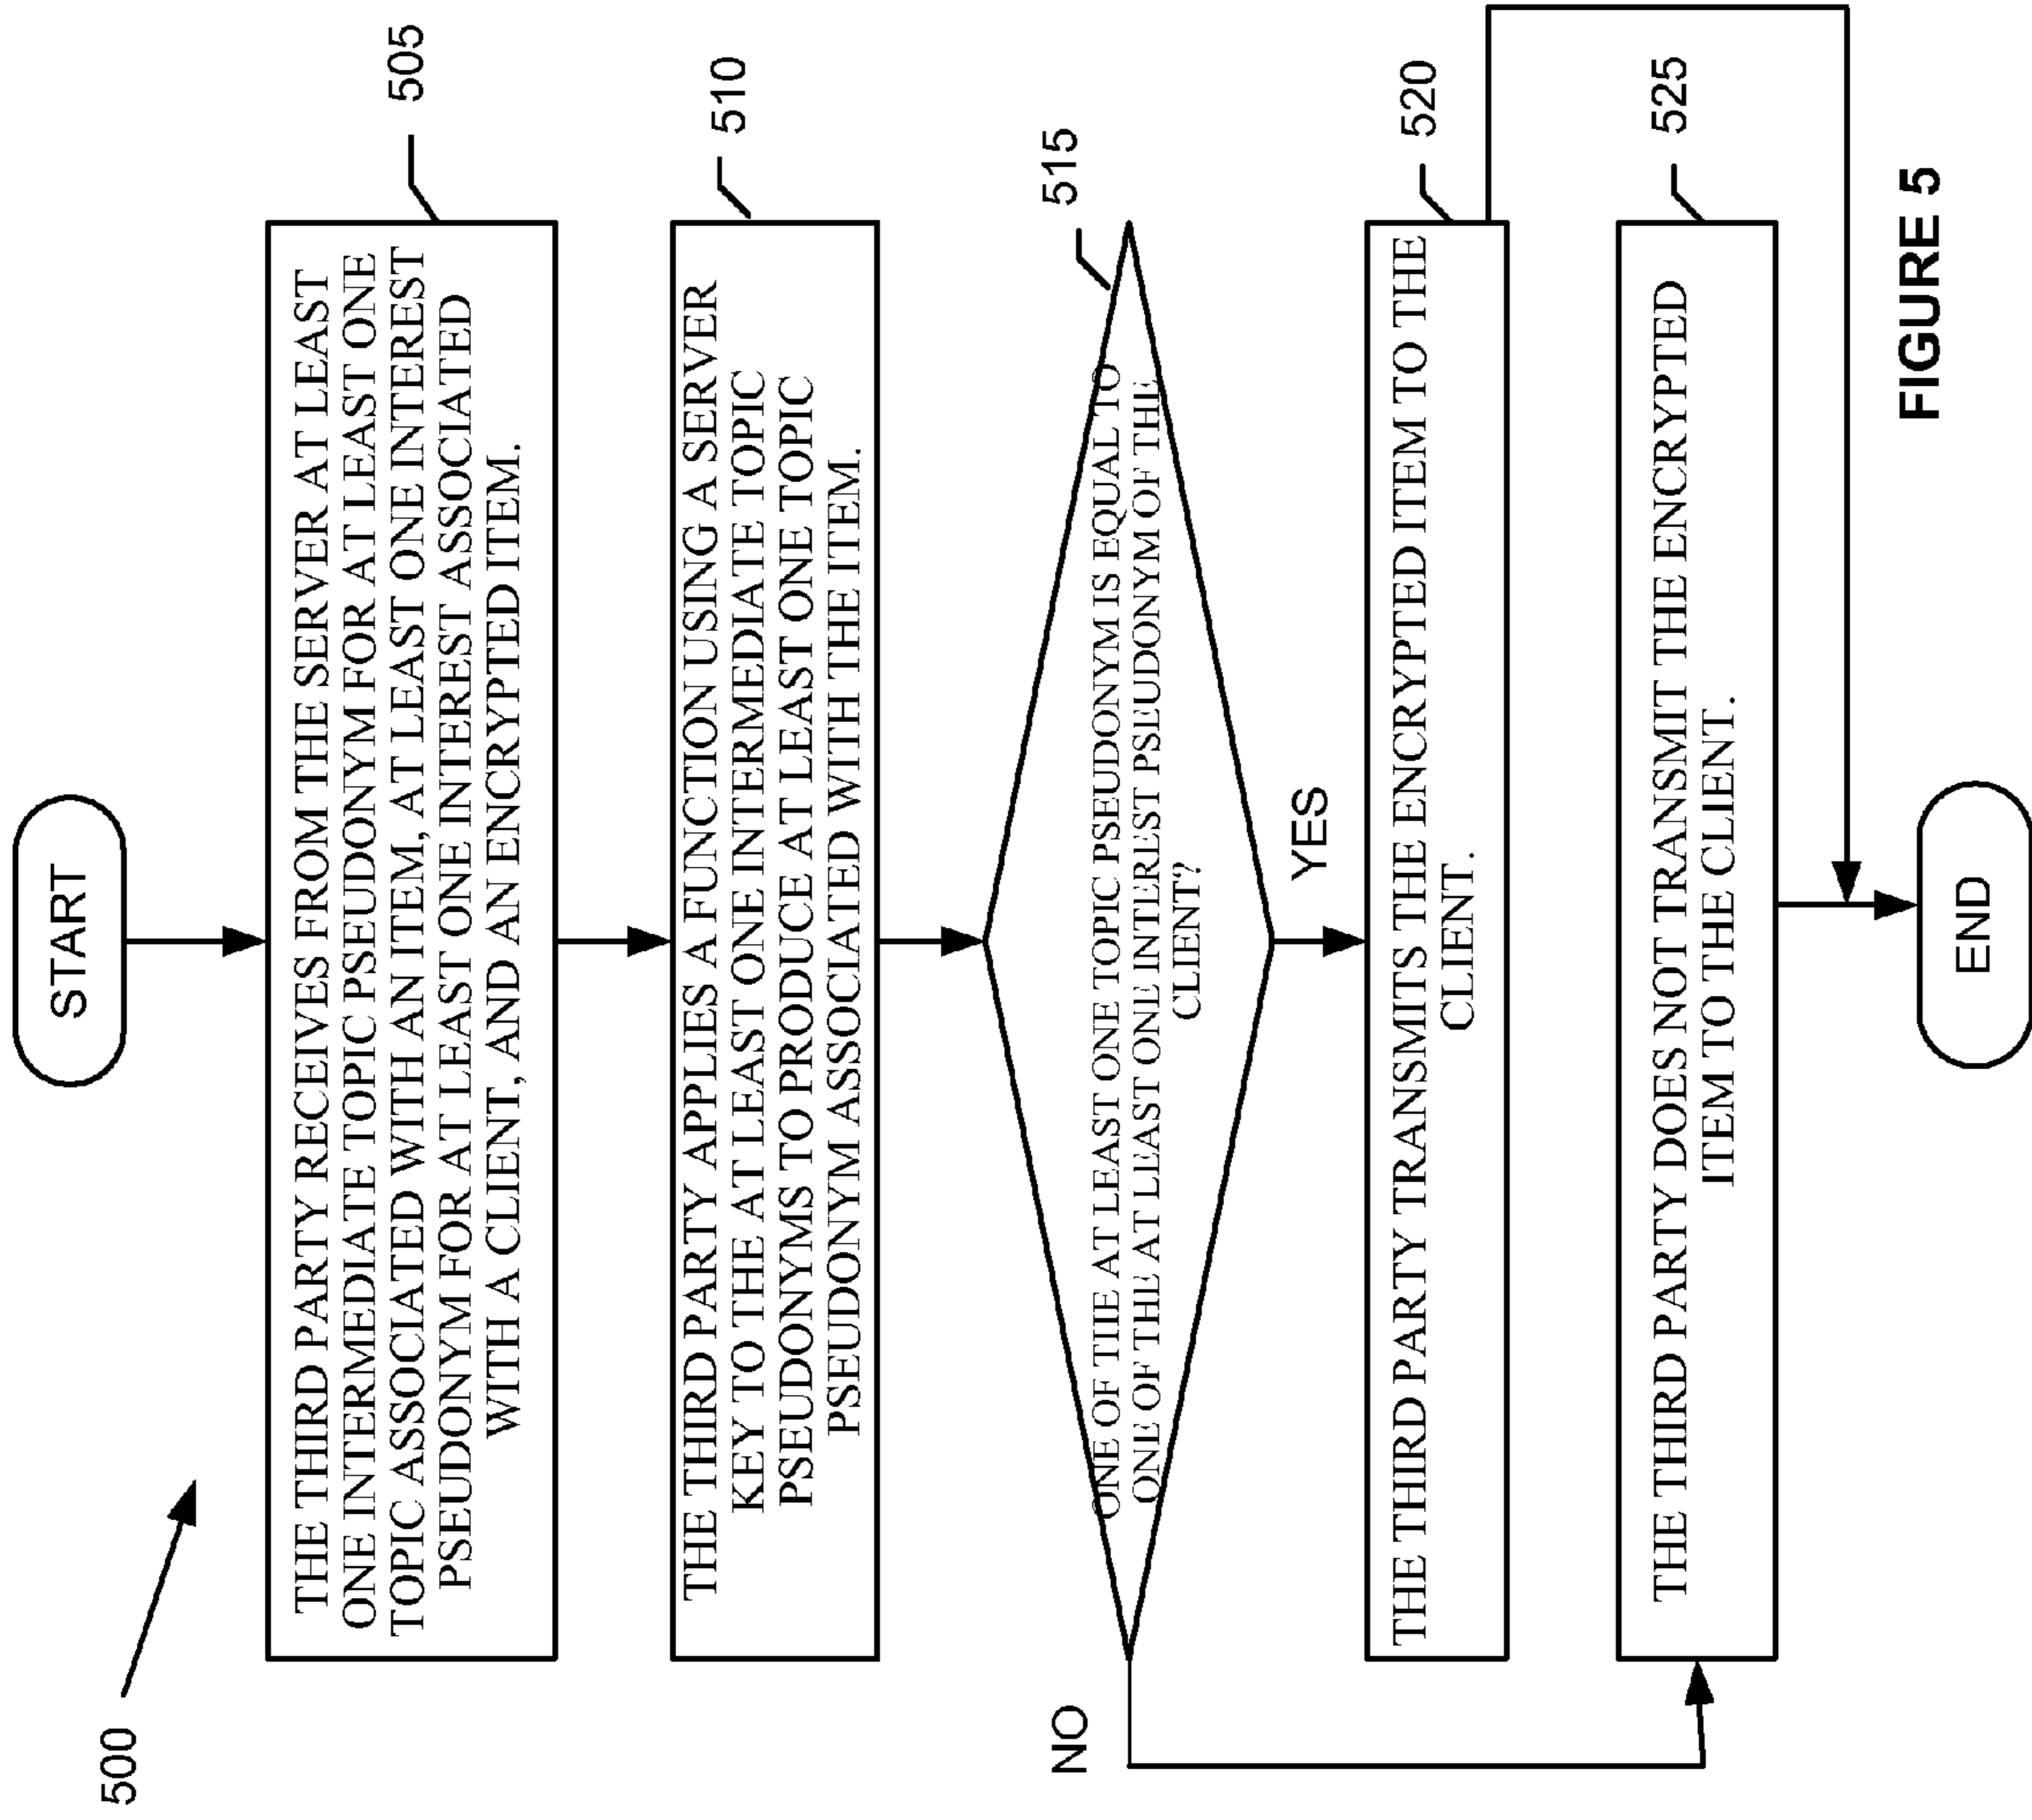 500
START
THE THIRD PARTY RECEIVES FROM THE SERVER AT LEAST
ONE INTERMEDIATE TOPIC PSEUDONYM FOR AT LEAST ONE
TOPIC ASSOCIATED WITH AN ITEM, AT LEAST ONE INTEREST
PSEUDONYM FOR AT LEAST ONE INTEREST ASSOCIATED
WITH A CLIENT, AND AN ENCRYPTED ITEM.
505
THE THIRD PARTY APPLIES A FUNCTION USING A SERVER
KEY TO THE AT LEAST ONE INTERMEDIATE TOPIC
PSEUDONYMS TO PRODUCE AT LEAST ONE TOPIC
PSEUDONYM ASSOCIATED WITH THE ITEM.
510
ONE OF THE AT LEAST ONE TOPIC PSEUDONYM IS EQUAL TO
ONE OF THE AT LEAST ONE INTEREST PSEUDONYM OF THE
CLIENT?
515
NO
YES
THE THIRD PARTY TRANSMITS THE ENCRYPTED ITEM TO THE
CLIENT.
520
THE THIRD PARTY DOES NOT TRANSMIT THE ENCRYPTED
ITEM TO THE CLIENT.
525
END
FIGURE 5